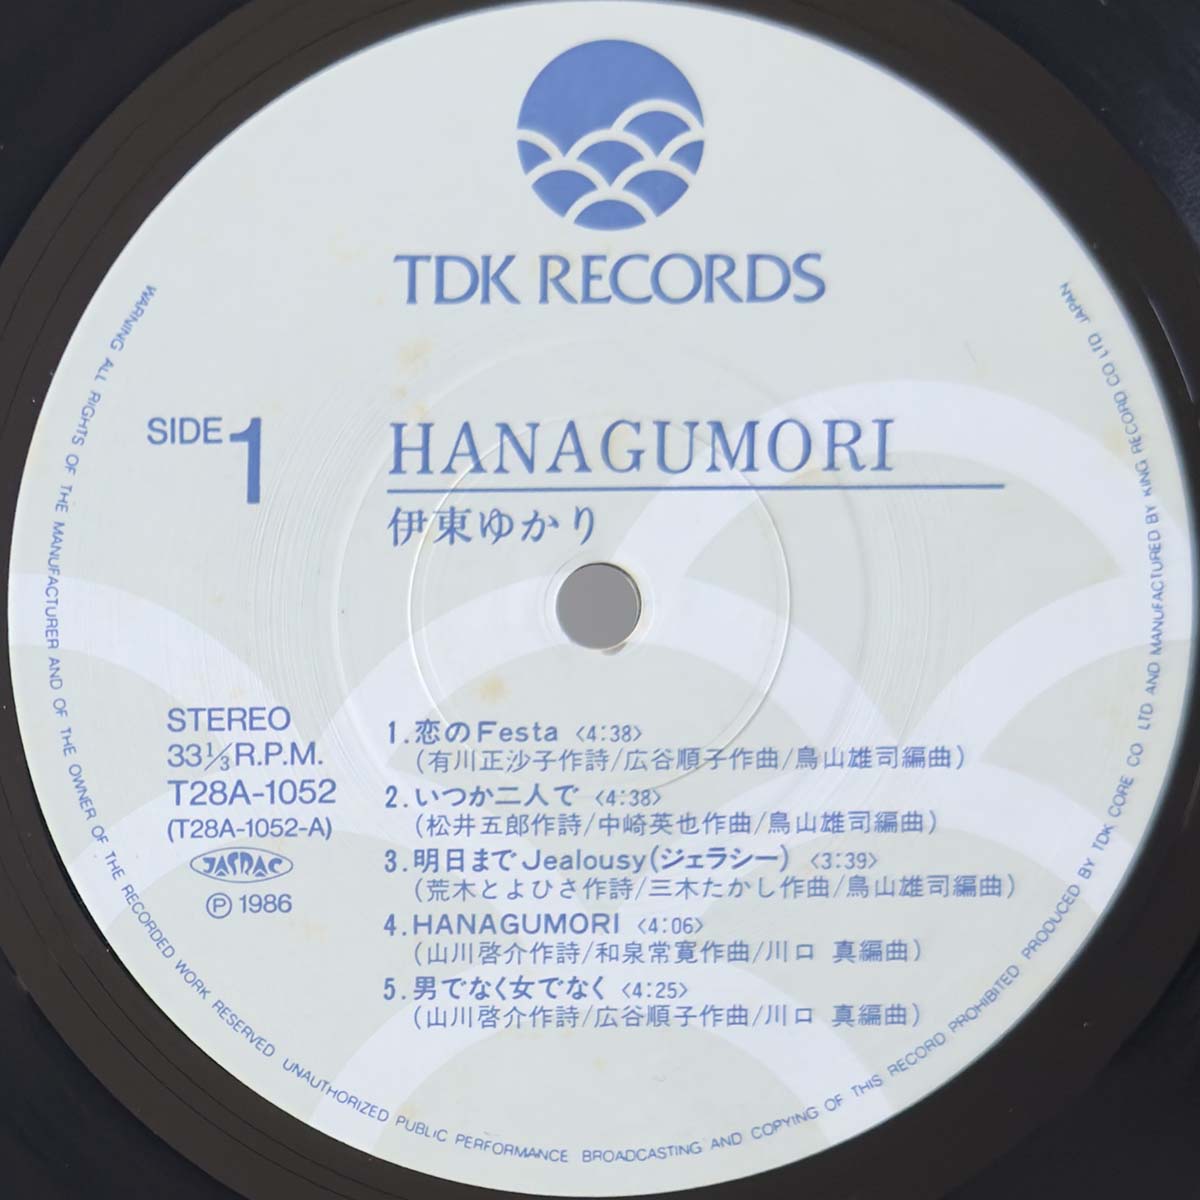 TDK RECORDS
SIDE 1
HANAGUMORI
伊東ゆかり
STEREO
33⅓R.P.M.
T28A-1052
(T28A-1052-A)
JASRAC
Ⓟ 1986
1.恋のFesta <4:38>
(有川正沙子作詩/広谷順子作曲/鳥山雄司編曲)
2.いつか二人で <4:38>
(松井五郎作詩/中崎英也作曲/鳥山雄司編曲)
3.明日までJealousy(ジェラシー) <3:39>
(荒木とよひさ作詩/三木たかし作曲/鳥山雄司編曲)
4.HANAGUMORI <4:06>
(山川啓介作詩/和泉常寛作曲/川口 真編曲)
5.男でなく女でなく <4:25>
(山川啓介作詩/広谷順子作曲/川口 真編曲)
WARNING ALL RIGHTS OF THE MANUFACTURER AND OF THE OWNER OF THE RECORDED WORK RESERVED UNAUTHORIZED PUBLIC PERFORMANCE BROADCASTING AND COPYING OF THIS RECORD PROHIBITED PRODUCED BY TDK CORE CO LTD AND MANUFACTURED BY KING RECORD CO LTD JAPAN